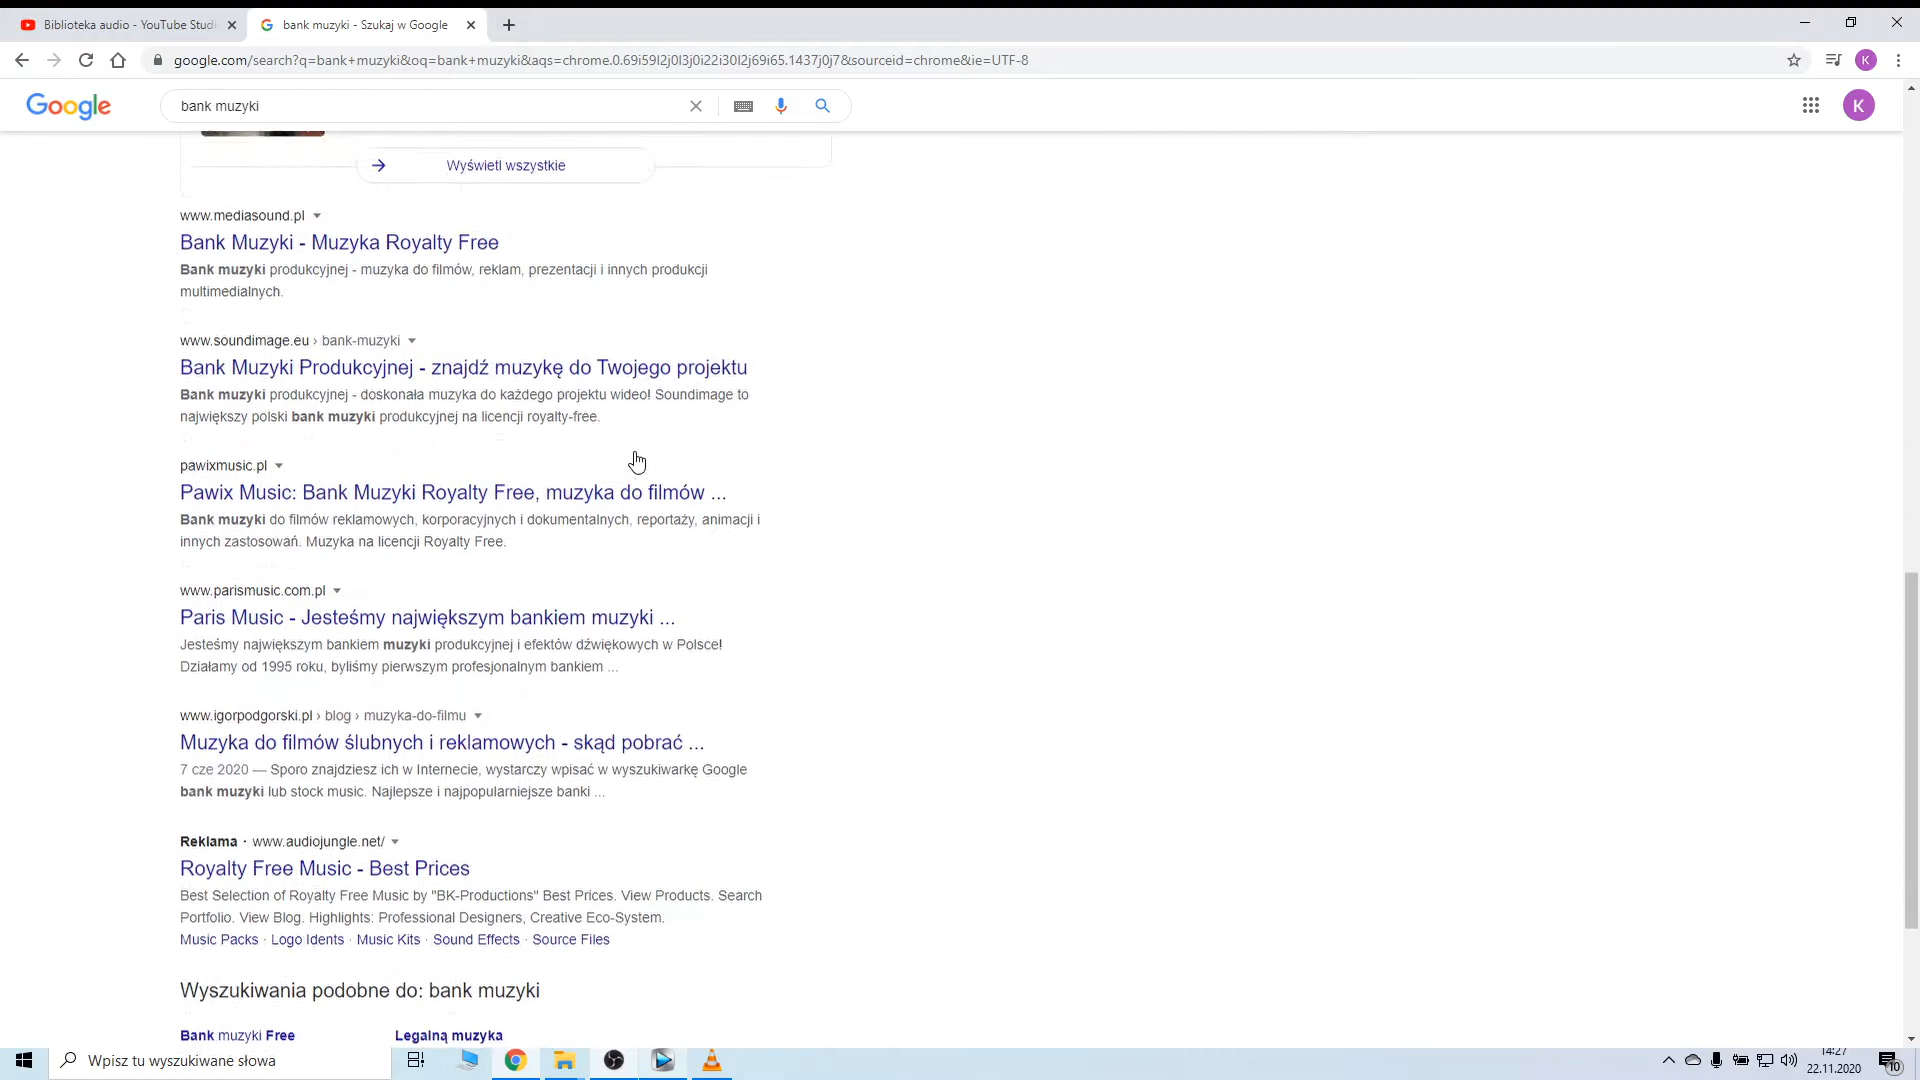 Biblioteka audio - YouTube Studi
bank muzyki - Szukaj w Google
google.com/search?q=bank+muzyki&oq=bank+muzyki&aqs=chrome.0.69i59l2j0l3j0i22i30l2j69i65.1437j0j7&sourceid=chrome&ie=UTF-8
K
Google
bank muzyki
K
Wyświetl wszystkie
www.mediasound.pl
Bank Muzyki - Muzyka Royalty Free
Bank muzyki produkcyjnej - muzyka do filmów, reklam, prezentacji i innych produkcji
multimedialnych.
www.soundimage.eu › bank-muzyki
Bank Muzyki Produkcyjnej - znajdź muzykę do Twojego projektu
Bank muzyki produkcyjnej - doskonała muzyka do każdego projektu wideo! Soundimage to
największy polski bank muzyki produkcyjnej na licencji royalty-free.
pawixmusic.pl
Pawix Music: Bank Muzyki Royalty Free, muzyka do filmów ...
Bank muzyki do filmów reklamowych, korporacyjnych i dokumentalnych, reportaży, animacji i
innych zastosowań. Muzyka na licencji Royalty Free.
www.parismusic.com.pl
Paris Music - Jesteśmy największym bankiem muzyki ...
Jesteśmy największym bankiem muzyki produkcyjnej i efektów dźwiękowych w Polsce!
Działamy od 1995 roku, byliśmy pierwszym profesjonalnym bankiem ...
www.igorpodgorski.pl › blog › muzyka-do-filmu
Muzyka do filmów ślubnych i reklamowych - skąd pobrać ...
7 cze 2020 — Sporo znajdziesz ich w Internecie, wystarczy wpisać w wyszukiwarkę Google
bank muzyki lub stock music. Najlepsze i najpopularniejsze banki ...
Reklama · www.audiojungle.net/
Royalty Free Music - Best Prices
Best Selection of Royalty Free Music by "BK-Productions" Best Prices. View Products. Search
Portfolio. View Blog. Highlights: Professional Designers, Creative Eco-System.
Music Packs · Logo Idents · Music Kits · Sound Effects · Source Files
Wyszukiwania podobne do: bank muzyki
Bank muzyki Free
Legalną muzyka
Wpisz tu wyszukiwane słowa
14:27
22.11.2020
10